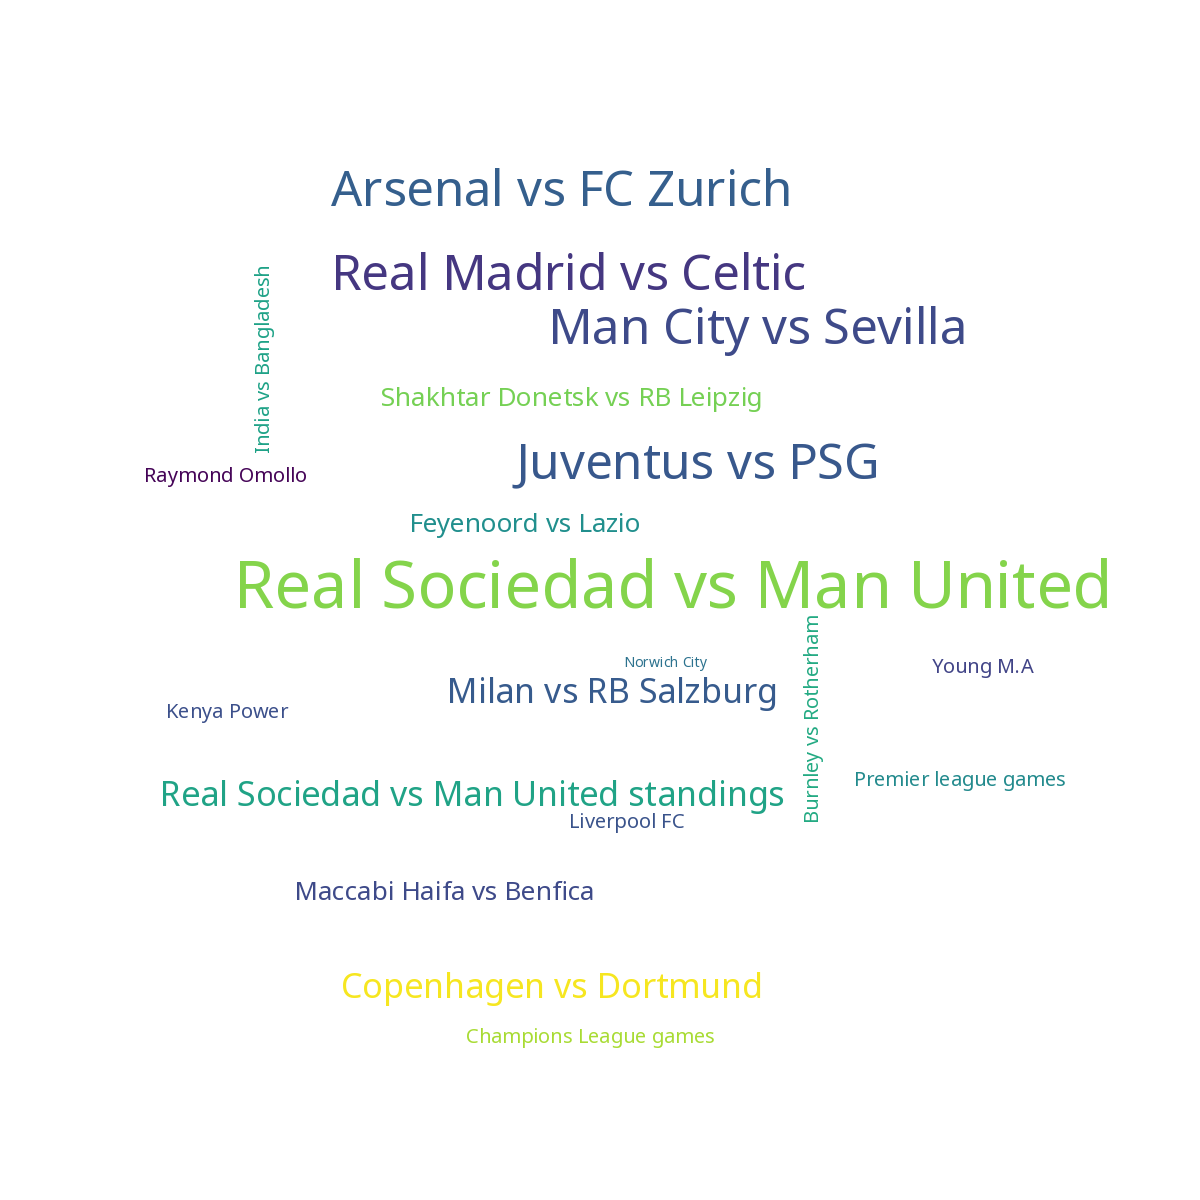 Arsenal vs FC Zurich
Real Madrid vs Celtic
India vs Bangladesh
Man City vs Sevilla
Shakhtar Donetsk vs RB Leipzig
Juventus vs PSG
Raymond Omollo
Feyenoord vs Lazio
Real Sociedad vs Man United
Burnley vs Rotherham
Norwich City
Young M.A
Milan vs RB Salzburg
Kenya Power
Premier league games
Real Sociedad vs Man United standings
Liverpool FC
Maccabi Haifa vs Benfica
Copenhagen vs Dortmund
Champions League games